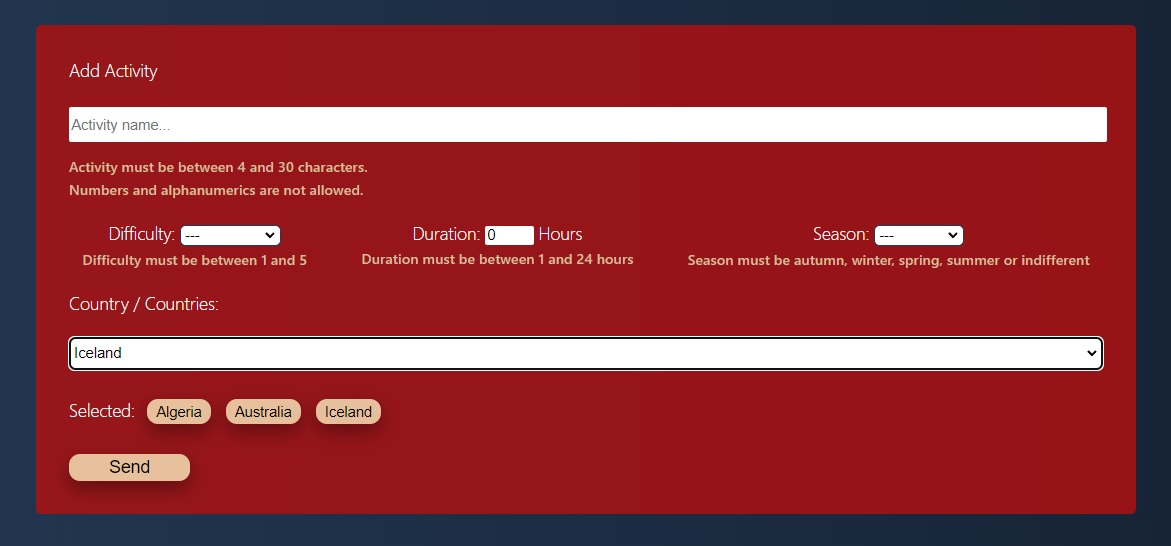 Add Activity
Activity name...
Activity must be between 4 and 30 characters.
Numbers and alphanumerics are not allowed.
Difficulty: --- Duration: 0 Hours Season: ---
Difficulty must be between 1 and 5 Duration must be between 1 and 24 hours Season must be autumn, winter, spring, summer or indifferent
Country / Countries:
Iceland
Selected: Algeria Australia Iceland
Send